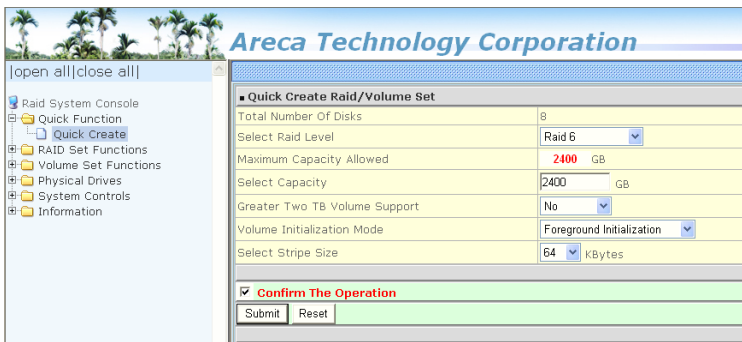 Areca Technology Corporation
|open all|close all|
Raid System Console
Quick Function
Quick Create
RAID Set Functions
Volume Set Functions
Physical Drives
System Controls
Information
Quick Create Raid/Volume Set
Total Number Of Disks 8
Select Raid Level Raid 6
Maximum Capacity Allowed 2400 GB
Select Capacity 2400 GB
Greater Two TB Volume Support No
Volume Initialization Mode Foreground Initialization
Select Stripe Size 64 KBytes
Confirm The Operation
Submit Reset